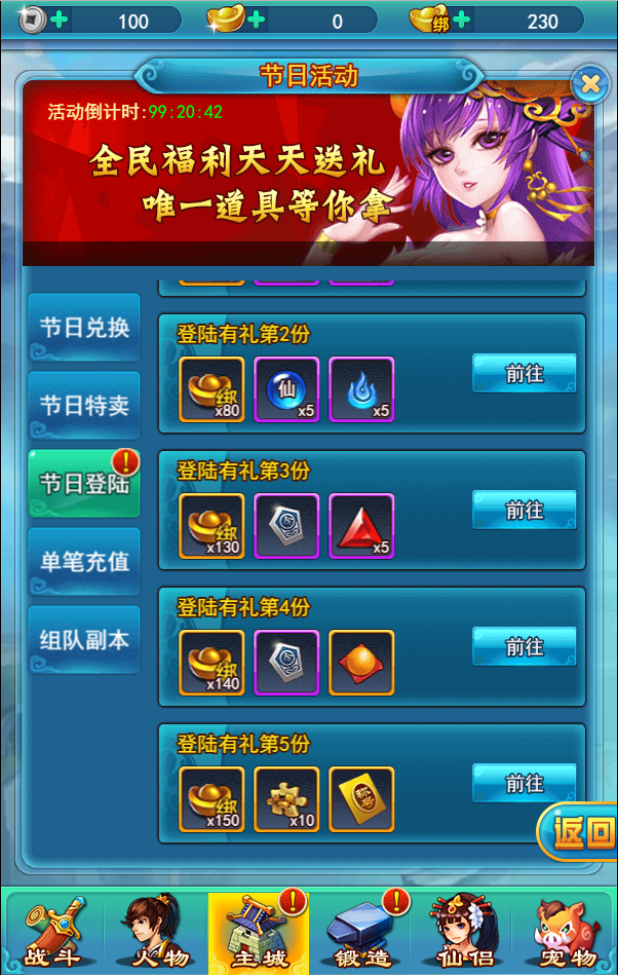 100
0
绑
230
节日活动
活动倒计时:99:20:42
全民福利天天送礼
唯一道具等你拿
节日兑换
节日特卖
节日登陆
单笔充值
组队副本
登陆有礼第2份
绑
x80
仙
x5
x5
前往
登陆有礼第3份
绑
x130
x5
前往
登陆有礼第4份
绑
x140
前往
登陆有礼第5份
绑
x150
x10
称号
前往
返回
战斗
人物
主城
锻造
仙侣
宠物